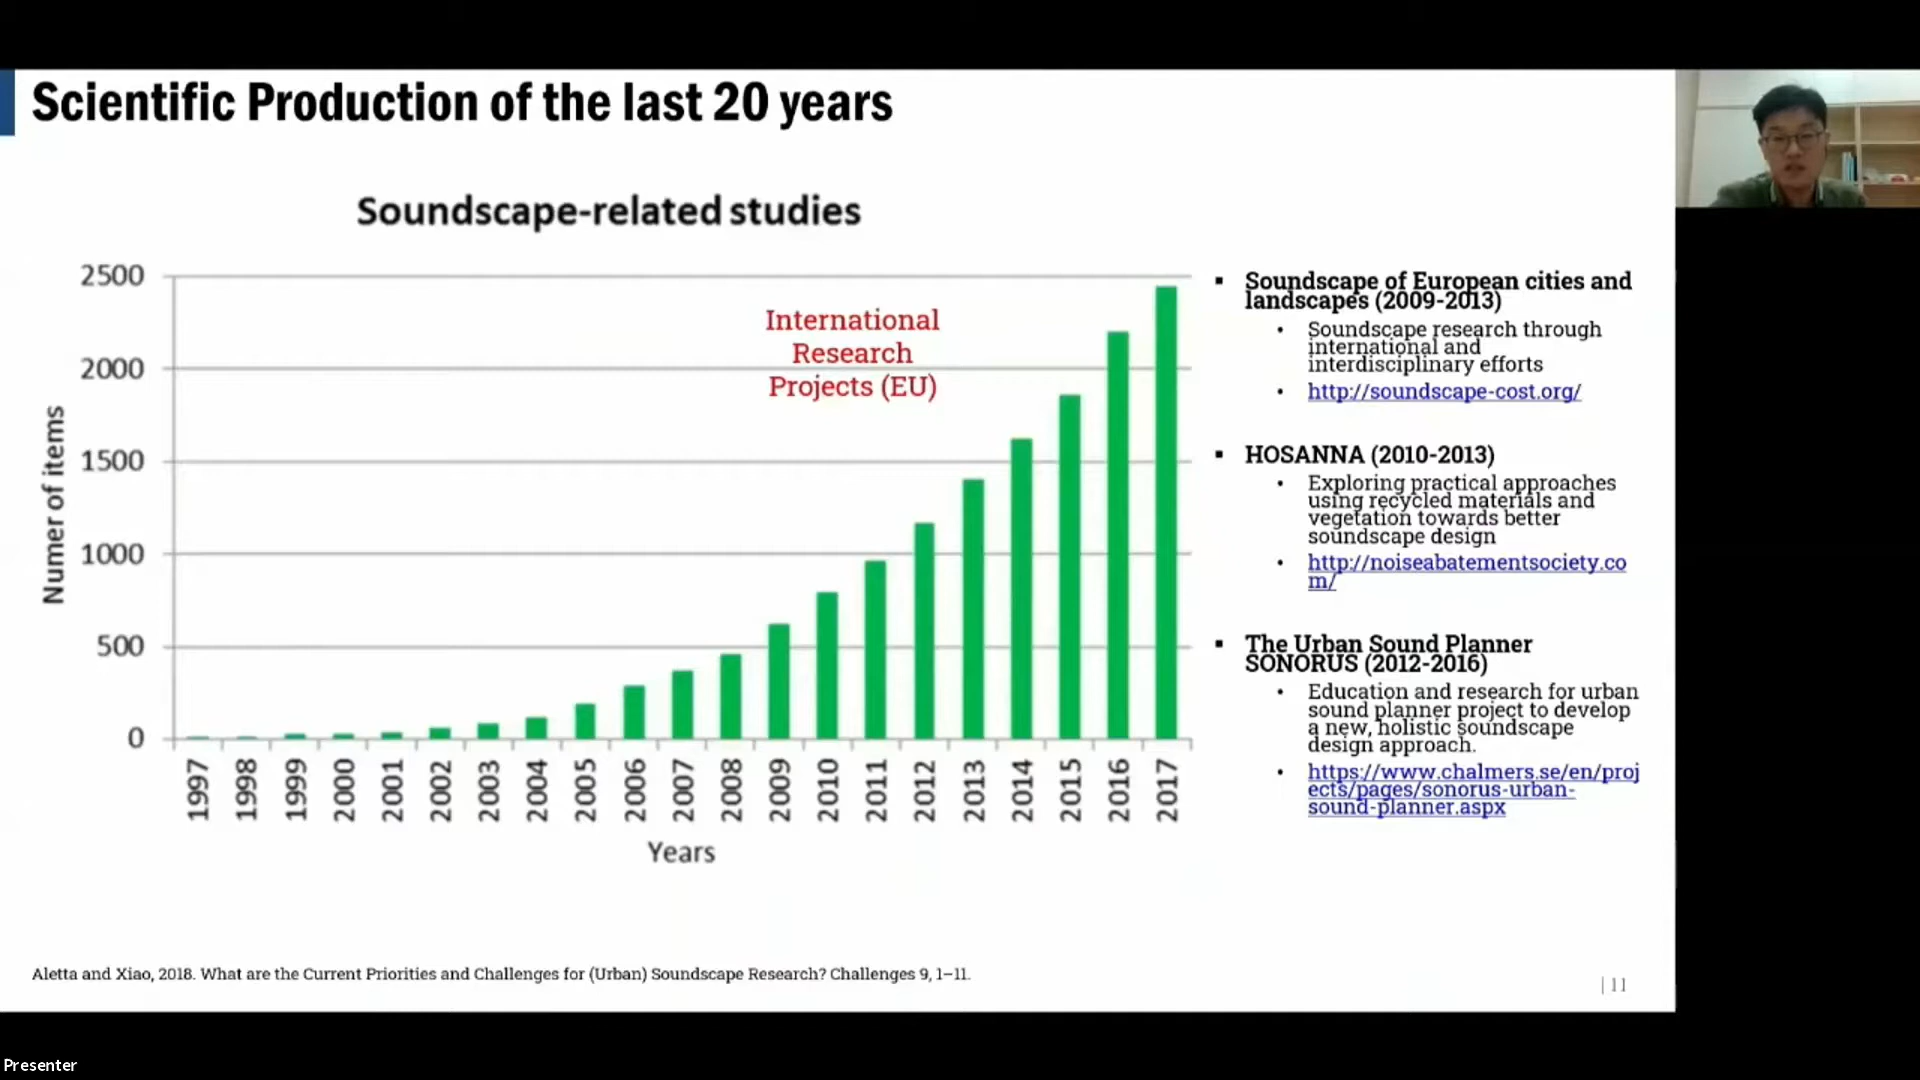 Scientific Production of the last 20 years
Soundscape-related studies
2500
2000
1500
1000
500
0
Numer of items
International
Research
Projects (EU)
1997
1998
1999
2000
2001
2002
2003
2004
2005
2006
2007
2008
2009
2010
2011
2012
2013
2014
2015
2016
2017
Years
▪ Soundscape of European cities and
landscapes (2009-2013)
• Soundscape research through
international and
interdisciplinary efforts
• http://soundscape-cost.org/
▪ HOSANNA (2010-2013)
• Exploring practical approaches
using recycled materials and
vegetation towards better
soundscape design
• http://noiseabatementsociety.co
m/
▪ The Urban Sound Planner
SONORUS (2012-2016)
• Education and research for urban
sound planner project to develop
a new, holistic soundscape
design approach.
• https://www.chalmers.se/en/proj
ects/pages/sonorus-urban-
sound-planner.aspx
Aletta and Xiao, 2018. What are the Current Priorities and Challenges for (Urban) Soundscape Research? Challenges 9, 1–11.
| 11
Presenter